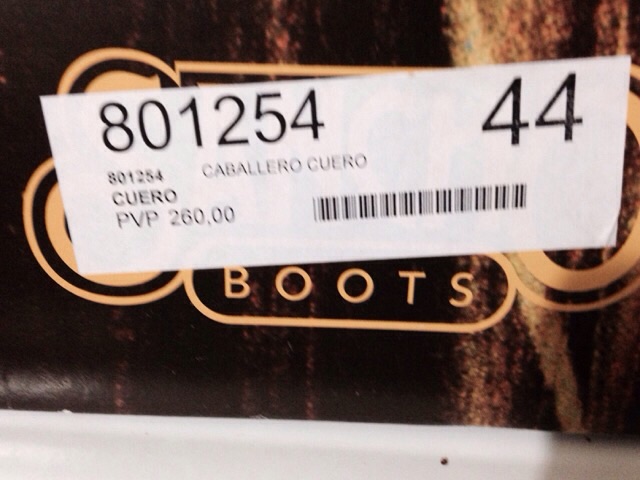 801254 44
801254 CABALLERO CUERO
CUERO
PVP 260,00
BOOTS